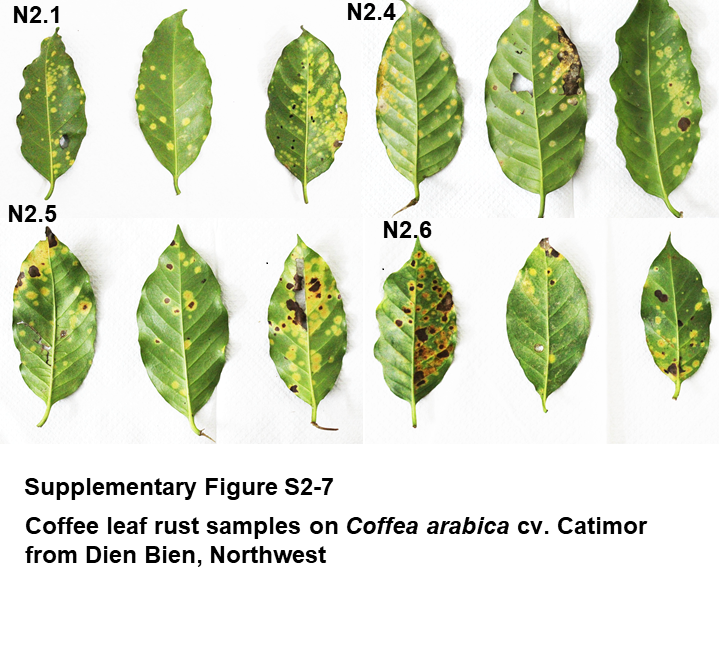 N2.1
N2.4
N2.5
N2.6
Supplementary Figure S2-7
Coffee leaf rust samples on Coffea arabica cv. Catimor
from Dien Bien, Northwest